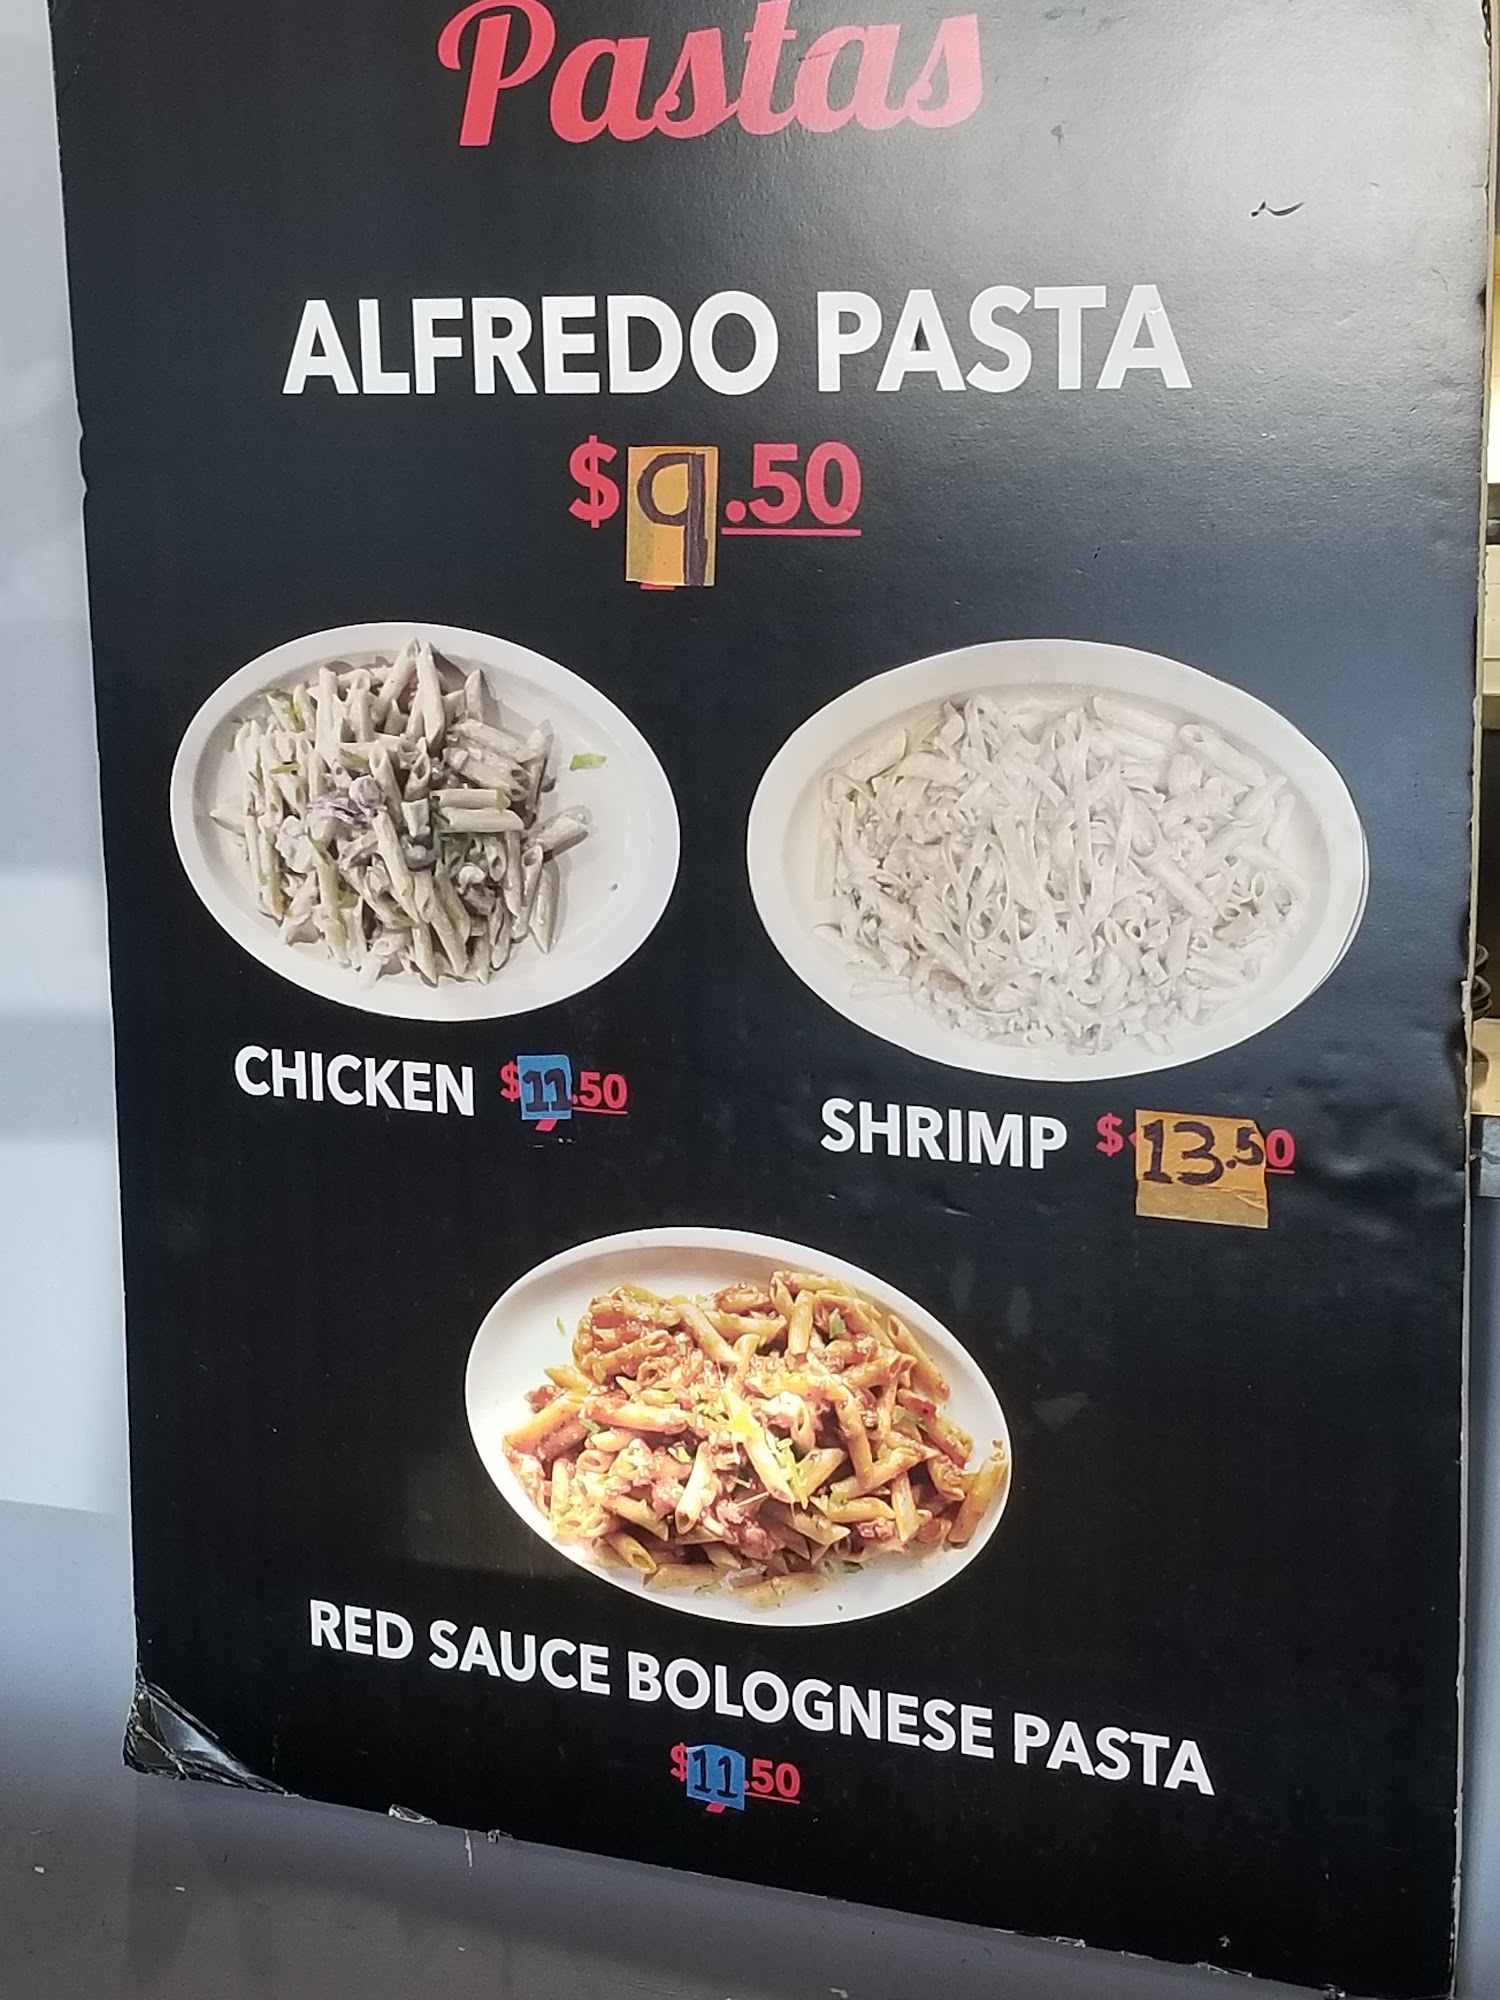 Pastas
ALFREDO PASTA
$9.50
CHICKEN $11.50
SHRIMP $13.50
RED SAUCE BOLOGNESE PASTA
$11.50